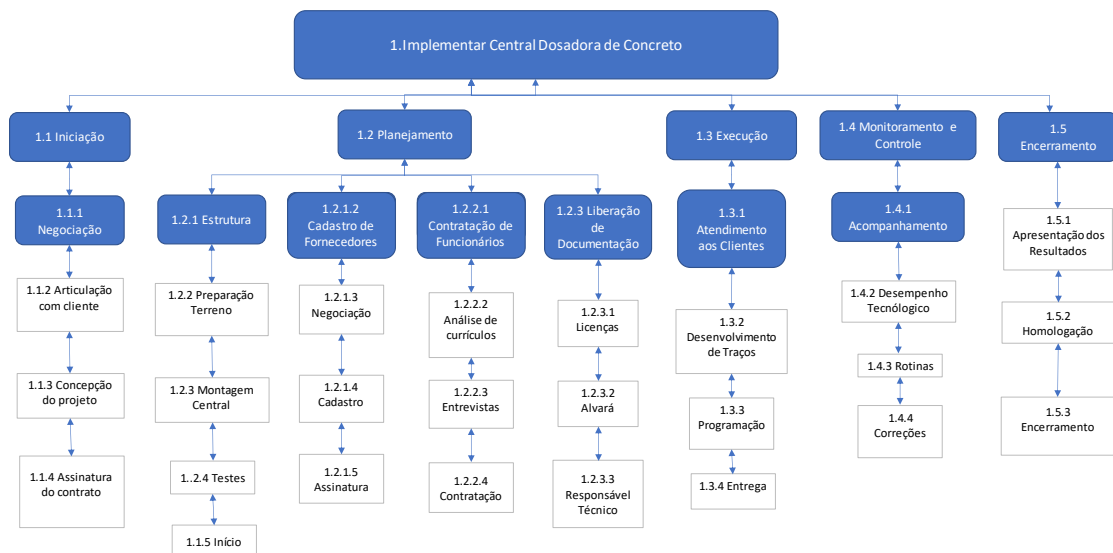 1.Implementar Central Dosadora de Concreto
1.1 Iniciação
1.2 Planejamento
1.3 Execução
1.4 Monitoramento e
Controle
1.5
Encerramento
1.1.1
Negociação
1.2.1 Estrutura
1.2.1.2
Cadastro de
Fornecedores
1.2.2.1
Contratação de
Funcionários
1.2.3 Liberação
de
Documentação
1.3.1
Atendimento
aos Clientes
1.4.1
Acompanhamento
1.5.1
Apresentação dos
Resultados
1.1.2 Articulação
com cliente
1.2.2 Preparação
Terreno
1.2.1.3
Negociação
1.2.2.2
Análise de
currículos
1.2.3.1
Licenças
1.3.2
Desenvolvimento
de Traços
1.4.2 Desempenho
Tecnólogico
1.5.2
Homologação
1.1.3 Concepção
do projeto
1.2.3 Montagem
Central
1.2.1.4
Cadastro
1.2.2.3
Entrevistas
1.2.3.2
Alvará
1.3.3
Programação
1.4.3 Rotinas
1.4.4
Correções
1.5.3
Encerramento
1.1.4 Assinatura
do contrato
1..2.4 Testes
1.2.1.5
Assinatura
1.2.2.4
Contratação
1.2.3.3
Responsável
Técnico
1.3.4 Entrega
1.1.5 Início